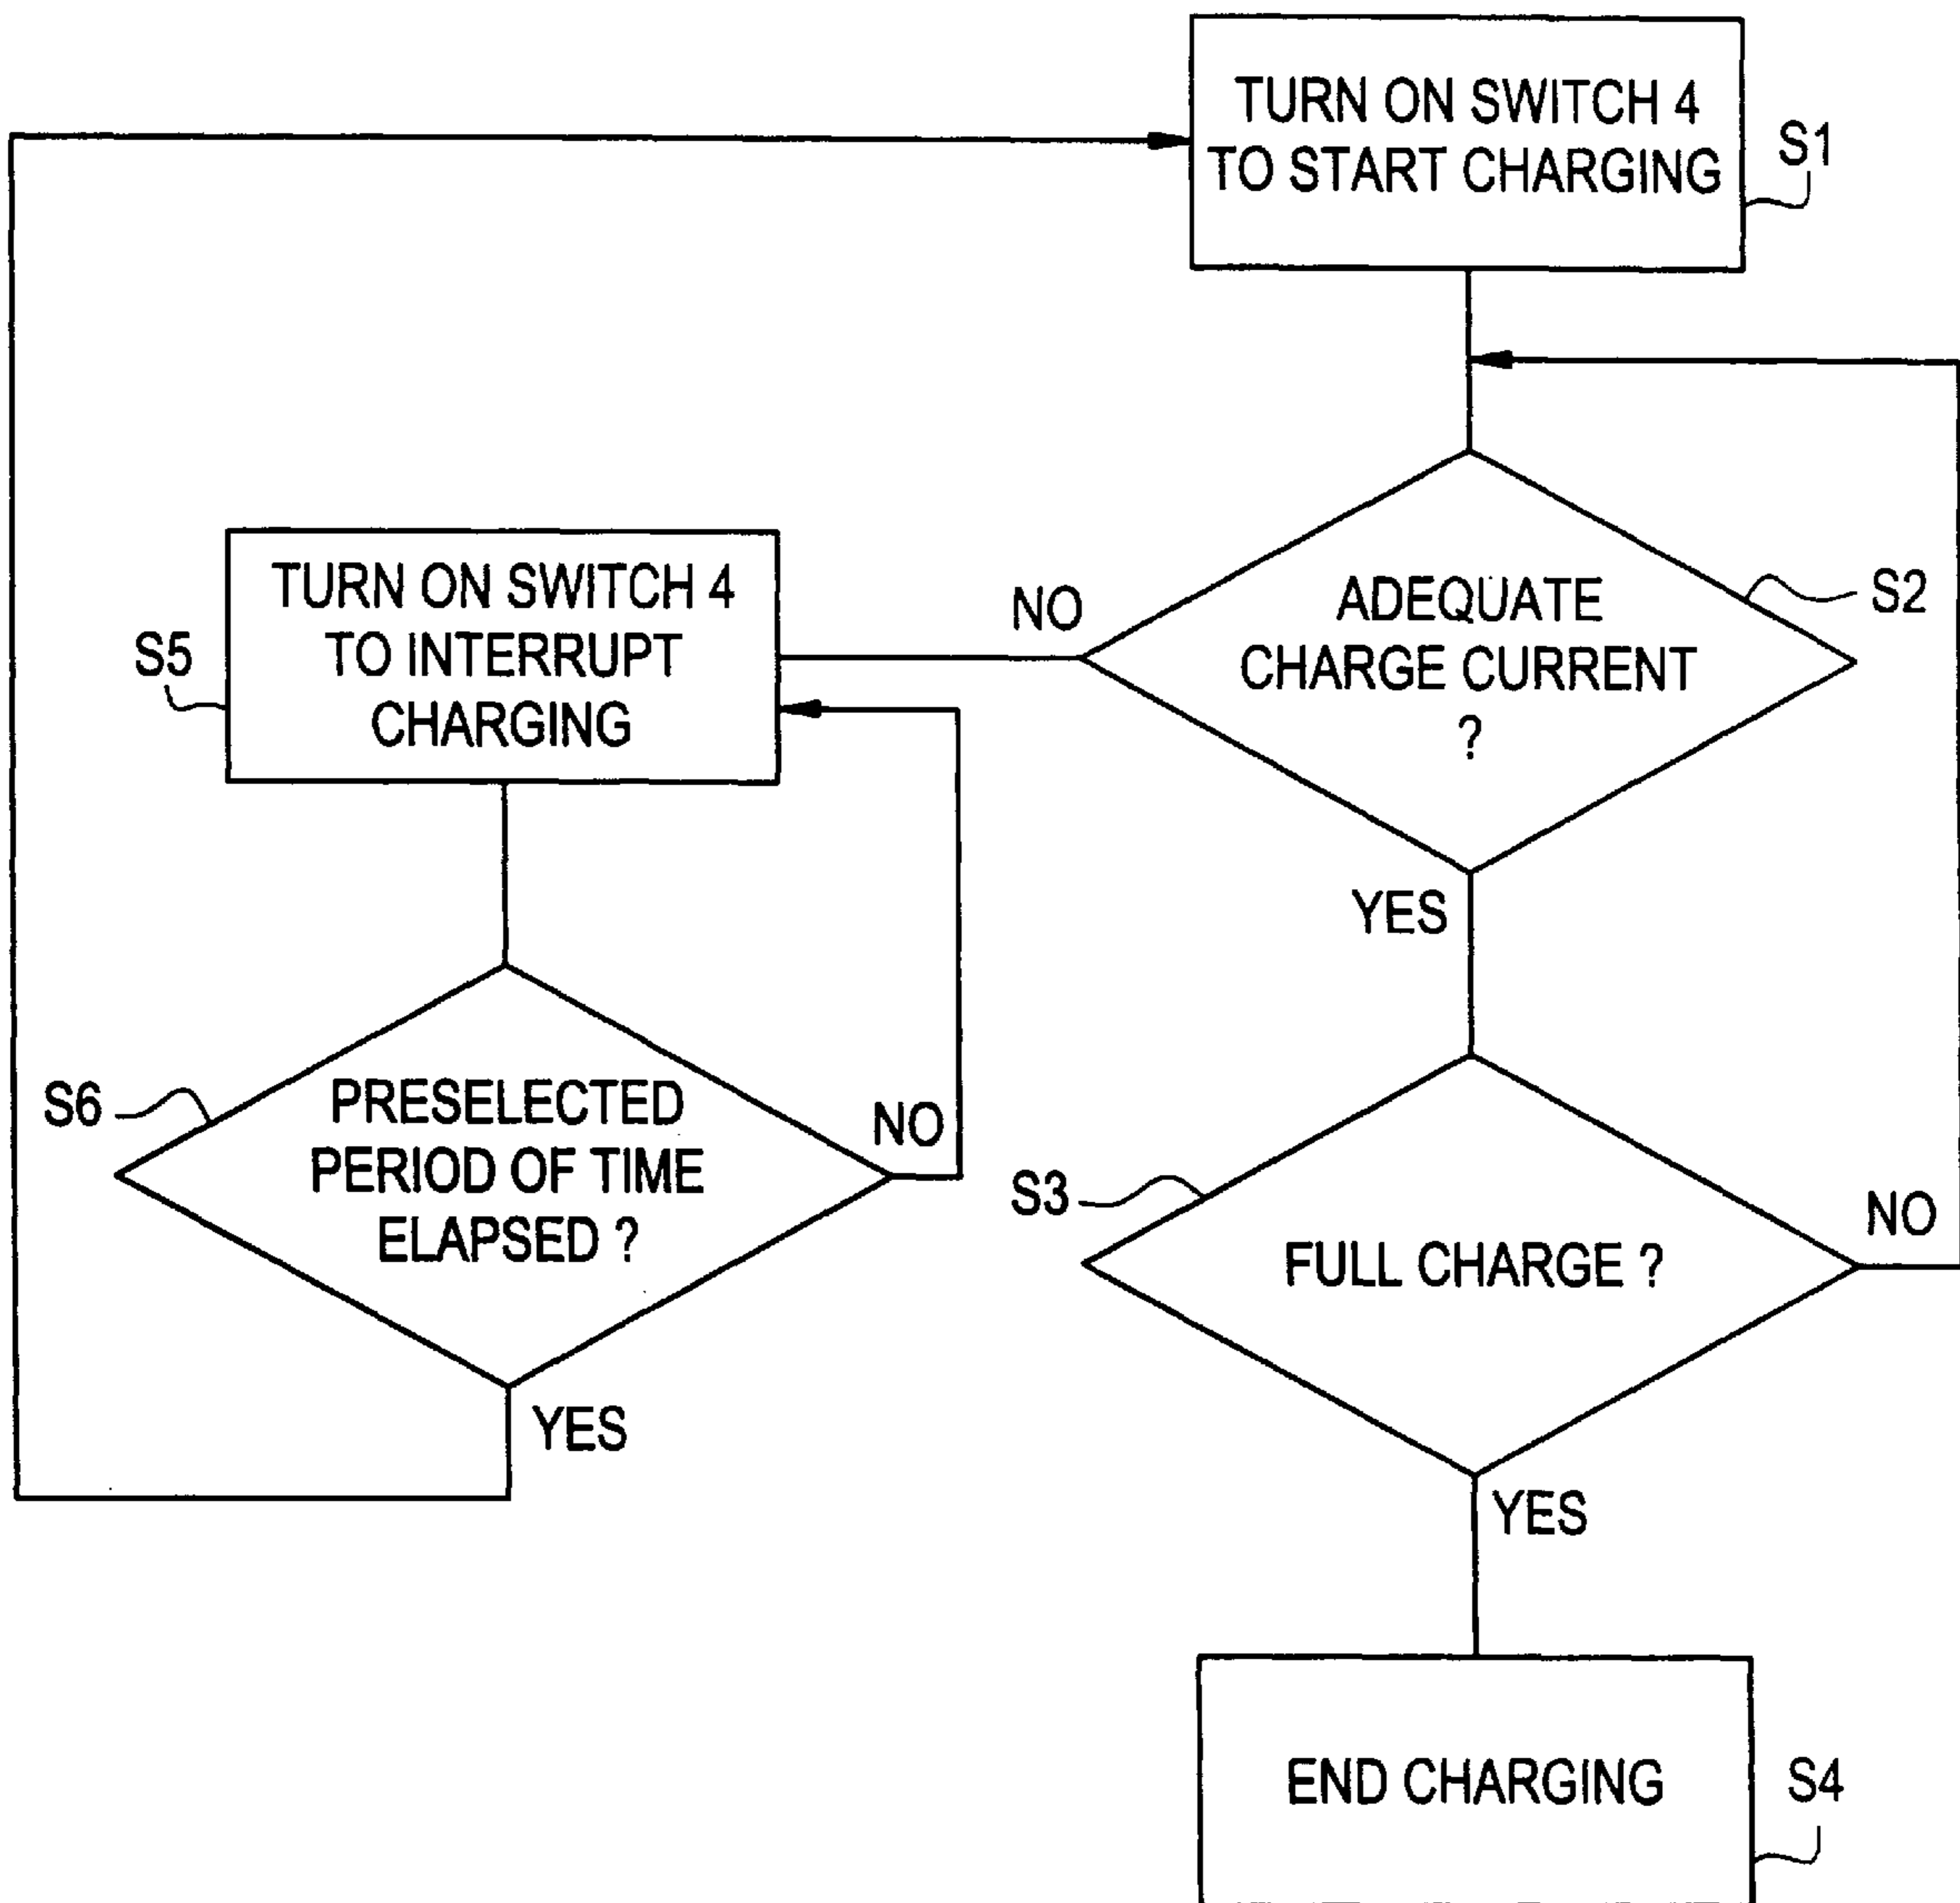 TURN ON SWITCH 4
TO START CHARGING
S1
ADEQUATE
CHARGE CURRENT
?
S2
NO
YES
TURN ON SWITCH 4
TO INTERRUPT
CHARGING
S5
PRESELECTED
PERIOD OF TIME
ELAPSED ?
S6
NO
YES
FULL CHARGE ?
S3
NO
YES
END CHARGING
S4